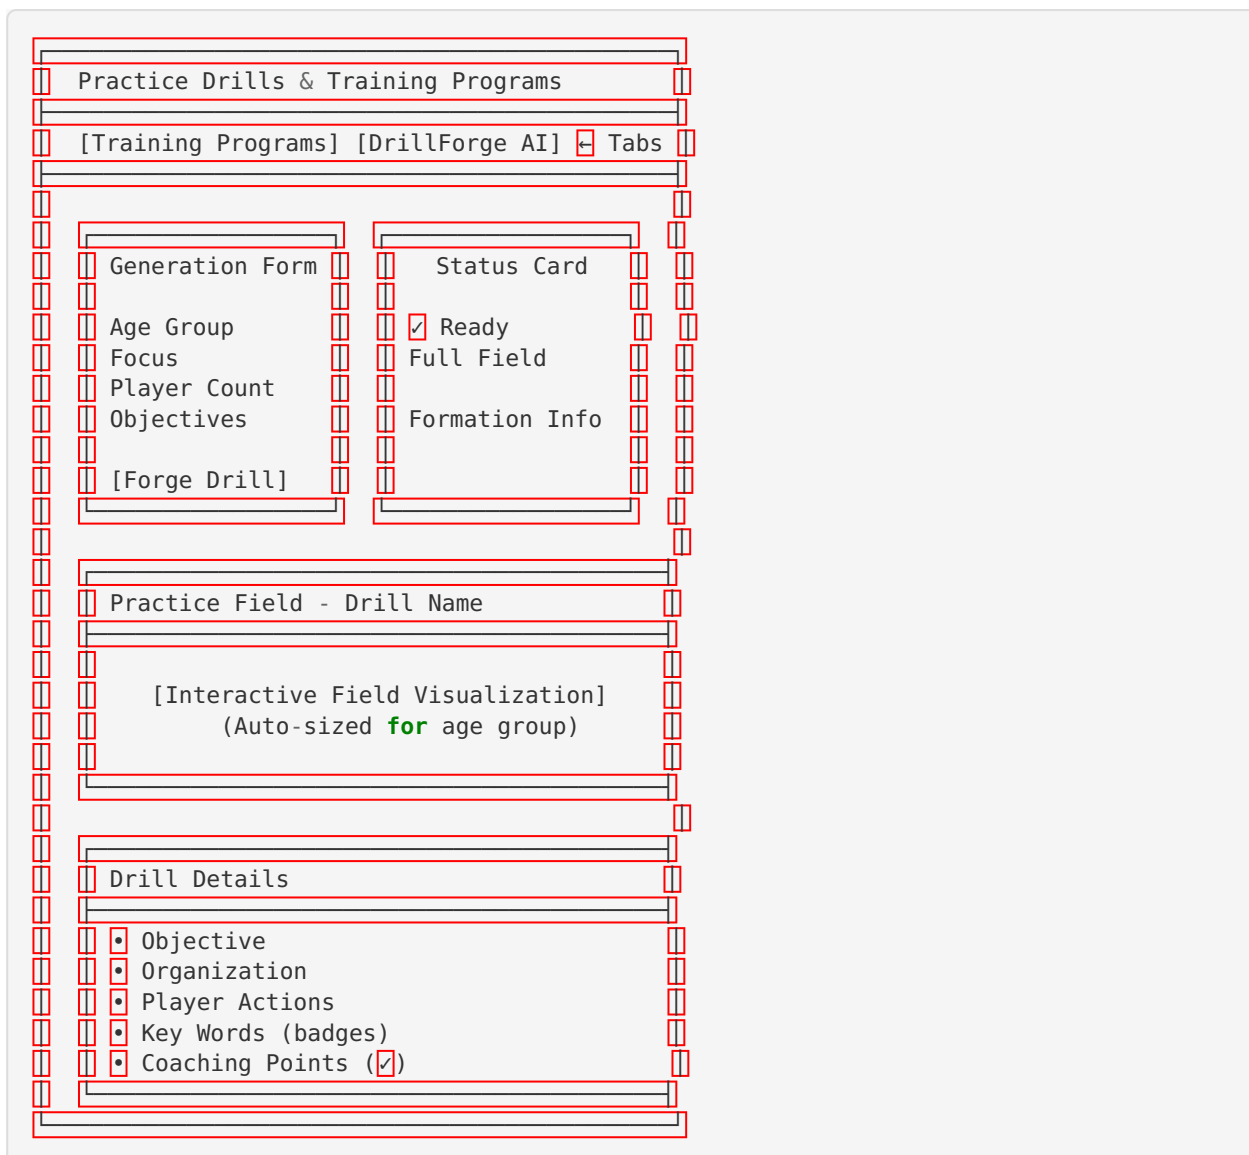 Practice Drills & Training Programs
[Training Programs] [DrillForge AI] ← Tabs
Generation Form Status Card
Age Group ✓ Ready
Focus Full Field
Player Count
Objectives Formation Info
[Forge Drill]
Practice Field - Drill Name
[Interactive Field Visualization]
(Auto-sized for age group)
Drill Details
• Objective
• Organization
• Player Actions
• Key Words (badges)
• Coaching Points (✓)